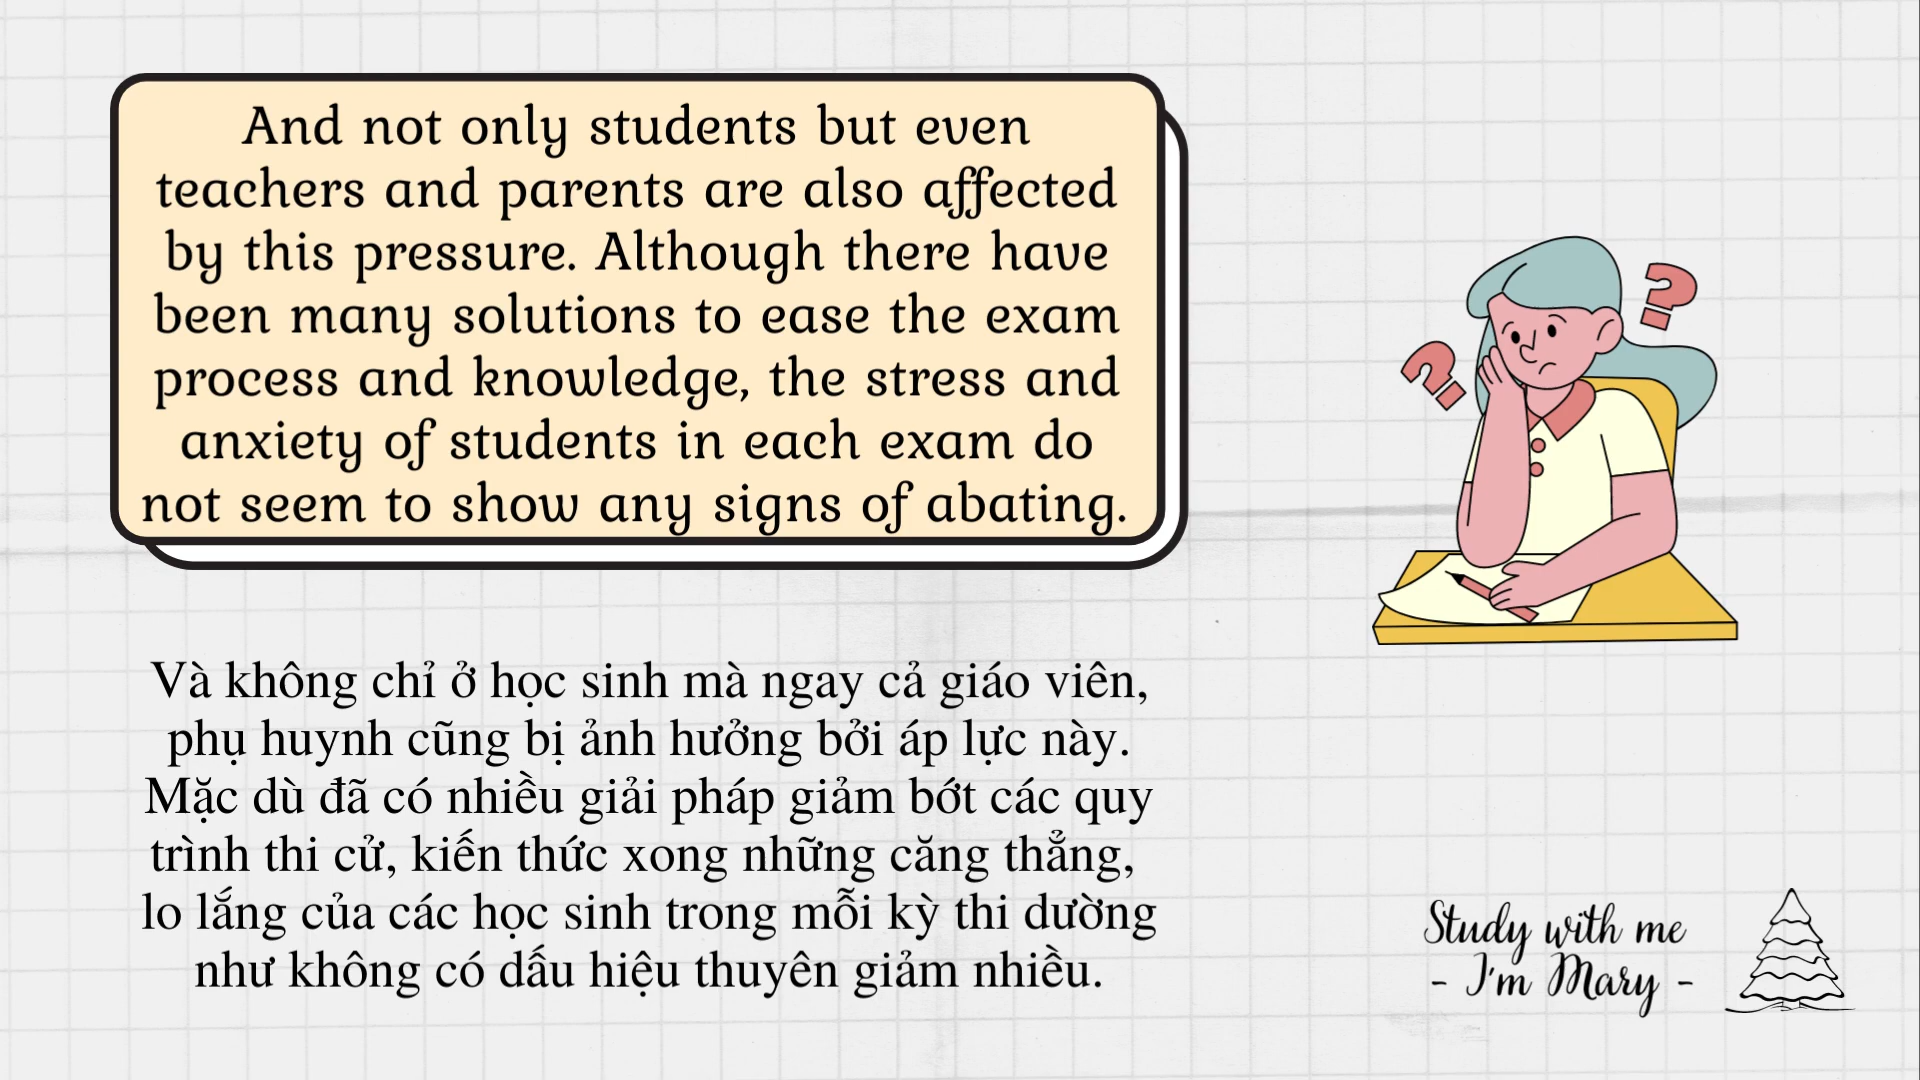 And not only students but even
teachers and parents are also affected
by this pressure. Although there have
been many solutions to ease the exam
process and knowledge, the stress and
anxiety of students in each exam do
not seem to show any signs of abating.
Và không chỉ ở học sinh mà ngay cả giáo viên,
phụ huynh cũng bị ảnh hưởng bởi áp lực này.
Mặc dù đã có nhiều giải pháp giảm bớt các quy
trình thi cử, kiến thức xong những căng thẳng,
lo lắng của các học sinh trong mỗi kỳ thi dường
như không có dấu hiệu thuyên giảm nhiều.
? 
?
Study with me
- I'm Mary -